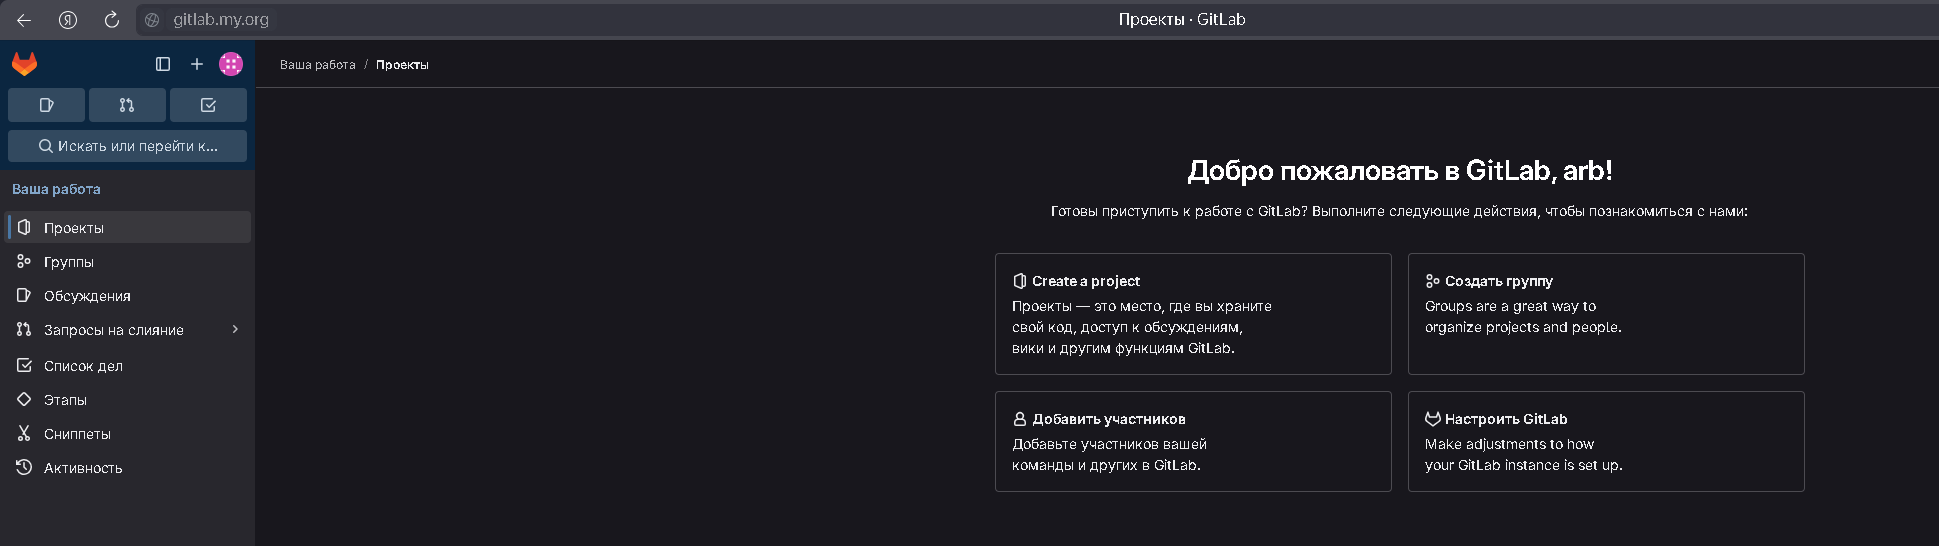 gitlab.my.org
Проекты · GitLab
Ваша работа / Проекты
Искать или перейти к...
Ваша работа
Проекты
Группы
Обсуждения
Запросы на слияние
Список дел
Этапы
Сниппеты
Активность
Добро пожаловать в GitLab, arb!
Готовы приступить к работе с GitLab? Выполните следующие действия, чтобы познакомиться с нами:
Create a project
Проекты — это место, где вы храните
свой код, доступ к обсуждениям,
вики и другим функциям GitLab.
Создать группу
Groups are a great way to
organize projects and people.
Добавить участников
Добавьте участников вашей
команды и других в GitLab.
Настроить GitLab
Make adjustments to how
your GitLab instance is set up.